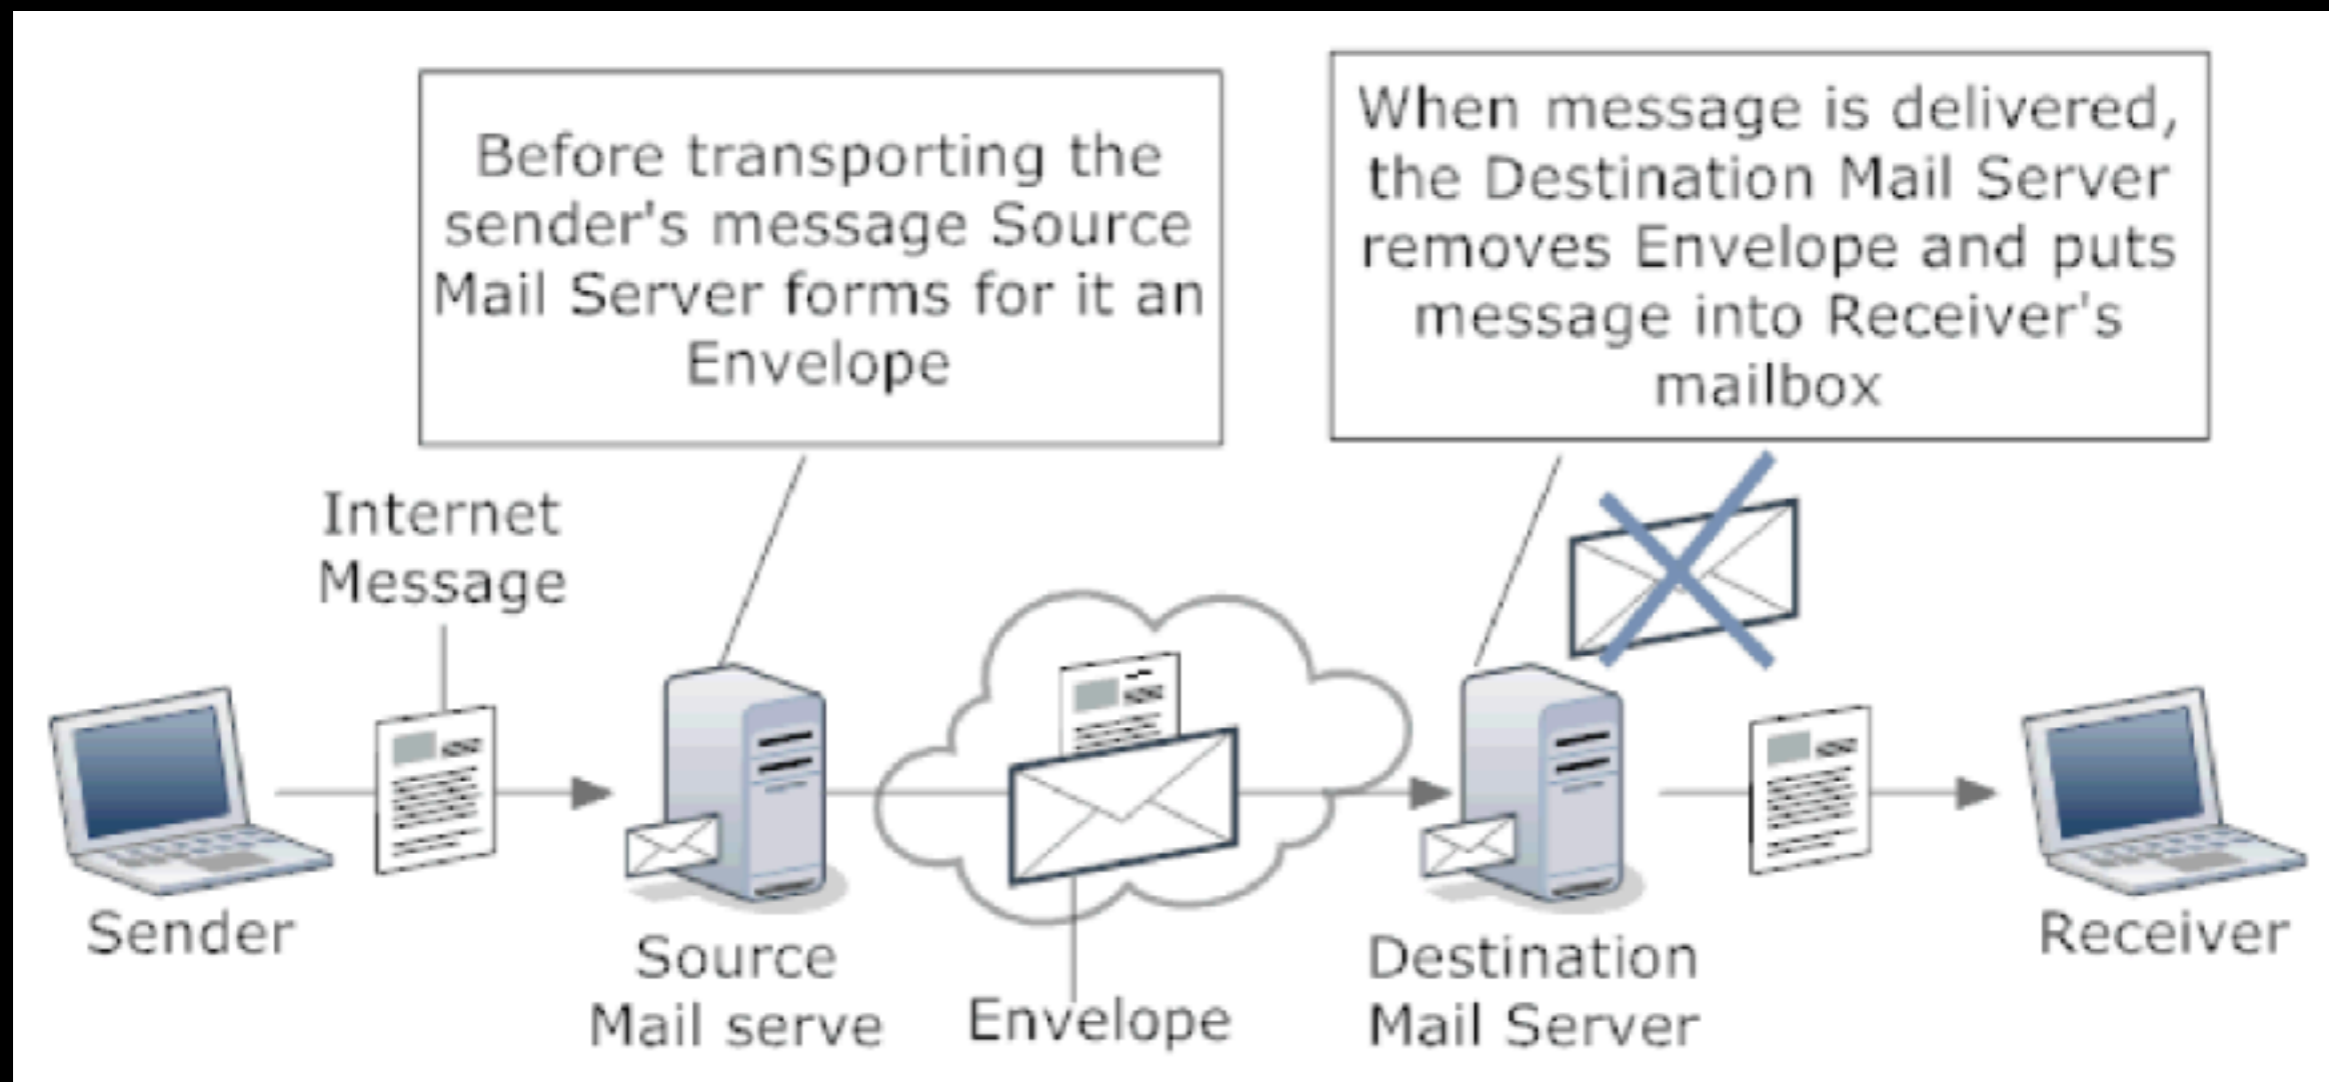 Before transporting the
sender's message Source
Mail Server forms for it an
Envelope
When message is delivered,
the Destination Mail Server
removes Envelope and puts
message into Receiver's
mailbox
Internet
Message
Sender
Source
Mail serve
Envelope
Destination
Mail Server
Receiver